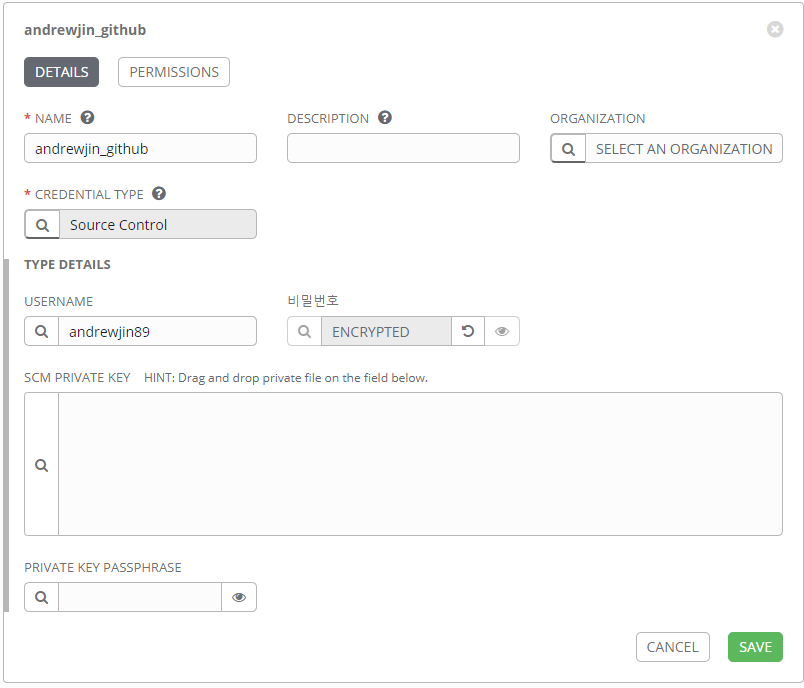 andrewjin_github
DETAILS PERMISSIONS
* NAME DESCRIPTION ORGANIZATION
andrewjin_github SELECT AN ORGANIZATION
* CREDENTIAL TYPE
Source Control
TYPE DETAILS
USERNAME 비밀번호
andrewjin89 ENCRYPTED
SCM PRIVATE KEY HINT: Drag and drop private file on the field below.
PRIVATE KEY PASSPHRASE
CANCEL SAVE